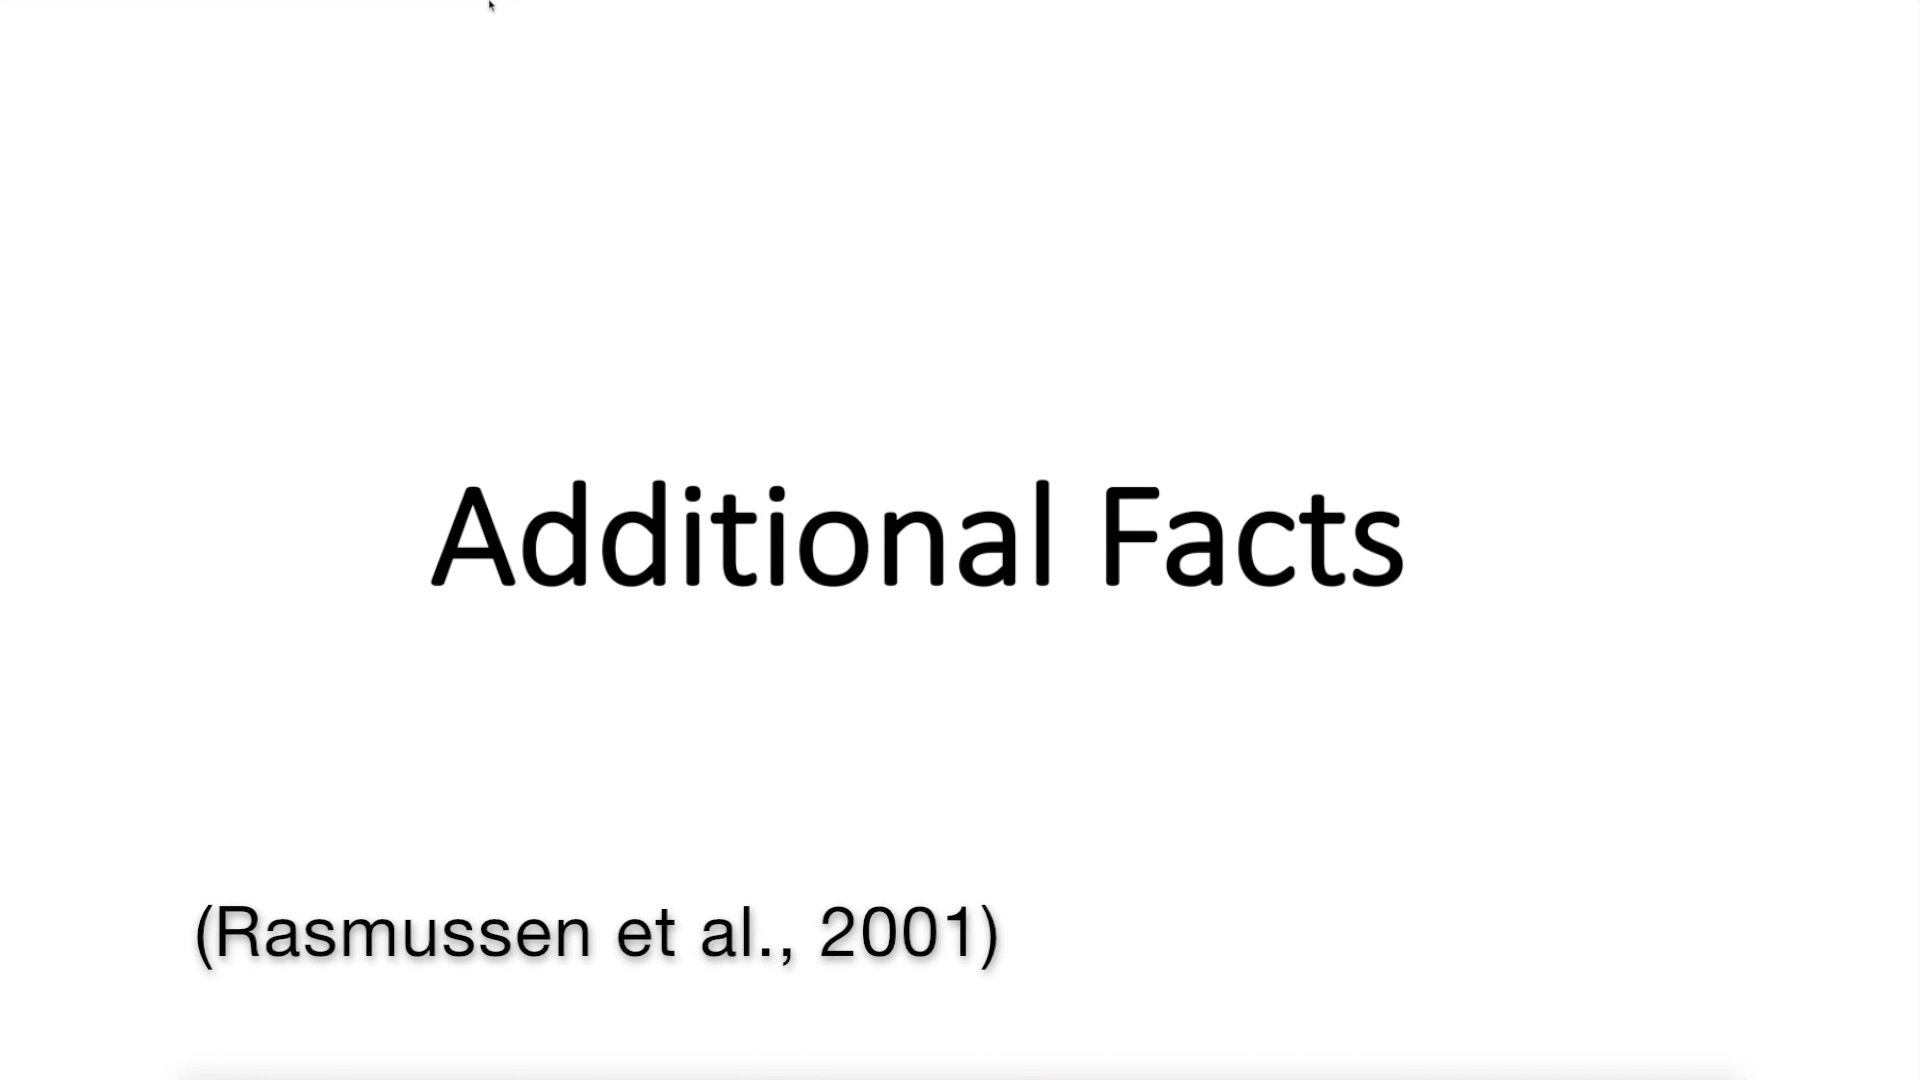 Additional Facts
(Rasmussen et al., 2001)